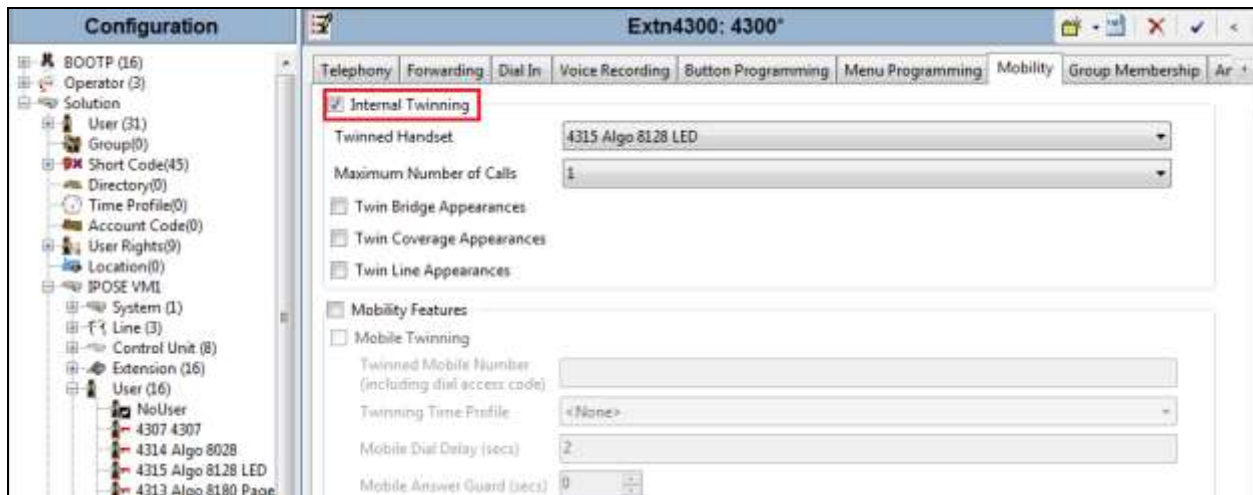 Configuration
BOOTP (16)
Operator (3)
Solution
User (31)
Group(0)
Short Code(45)
Directory(0)
Time Profile(0)
Account Code(0)
User Rights(9)
Location(0)
IPOSE VM1
System (1)
Line (3)
Control Unit (8)
Extension (16)
User (16)
NoUser
4307 4307
4314 Algo 8028
4315 Algo 8128 LED
4313 Algo 8180 Page
Extn4300: 4300*
Telephony Forwarding Dial In Voice Recording Button Programming Menu Programming Mobility Group Membership Ar
Internal Twinning
Twinned Handset 4315 Algo 8128 LED
Maximum Number of Calls 1
Twin Bridge Appearances
Twin Coverage Appearances
Twin Line Appearances
Mobility Features
Mobile Twinning
Twinned Mobile Number
(including dial access code)
Twinning Time Profile <None>
Mobile Dial Delay (secs) 2
Mobile Answer Guard (secs) 0